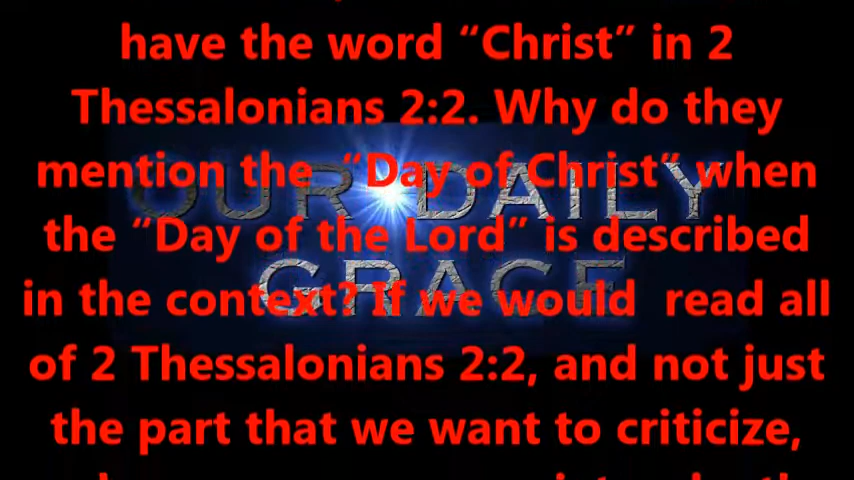 have the word “Christ” in 2
Thessalonians 2:2. Why do they
mention the “Day of Christ” when
the “Day of the Lord” is described
in the context? If we would read all
of 2 Thessalonians 2:2, and not just
the part that we want to criticize,
OUR DAILY
GRACE